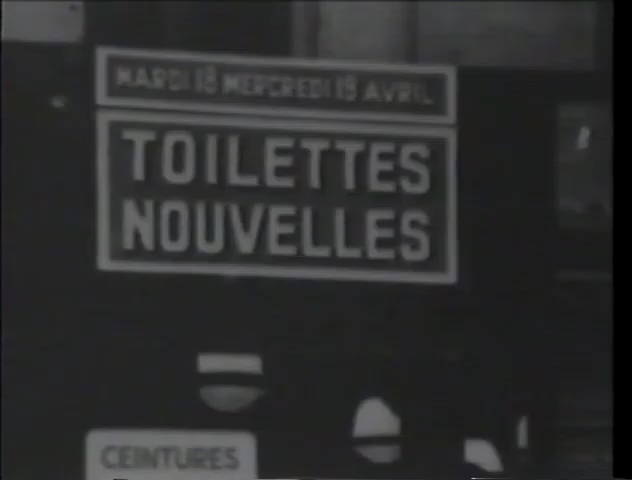 MARDI 18 MERCREDI 19 AVRIL
TOILETTES
NOUVELLES
CEINTURES